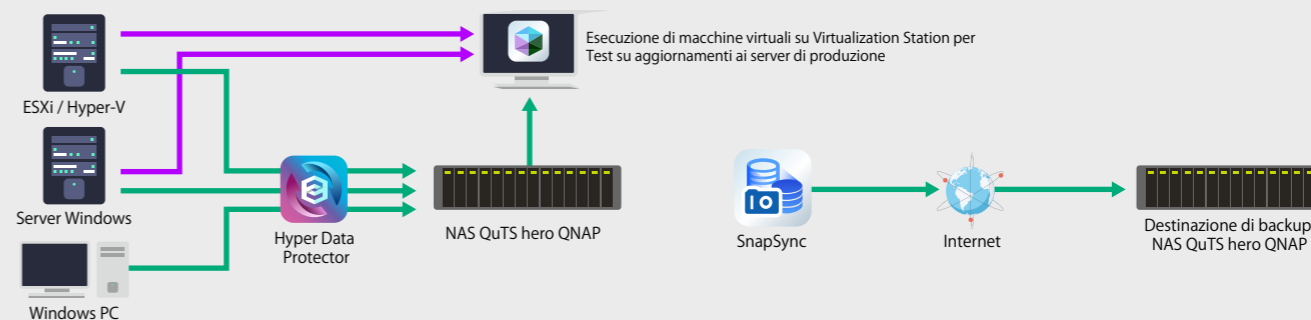 Esecuzione di macchine virtuali su Virtualization Station per
Test su aggiornamenti ai server di produzione
ESXi / Hyper-V
Server Windows
Windows PC
Hyper Data
Protector
NAS QuTS hero QNAP
SnapSync
Internet
Destinazione di backup
NAS QuTS hero QNAP